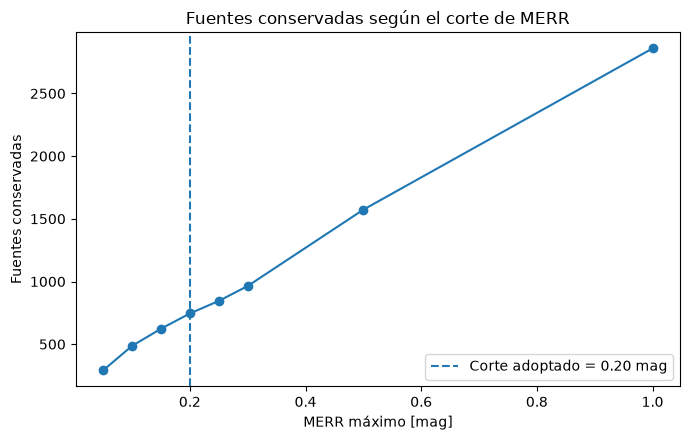 Fuentes conservadas según el corte de MERR
Fuentes conservadas
2500
2000
1500
1000
500
0.2
0.4
0.6
0.8
1.0
MERR máximo [mag]
Corte adoptado = 0.20 mag